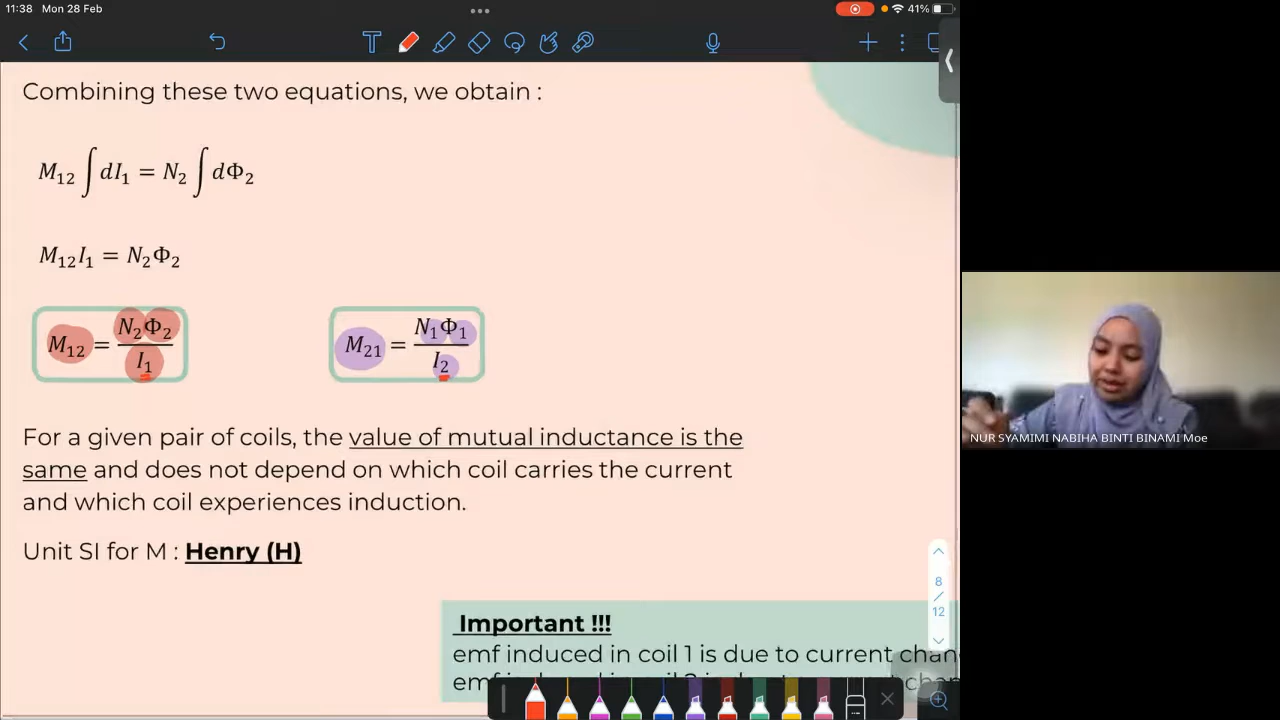 11:38 Mon 28 Feb
41%
Combining these two equations, we obtain :
M₁₂ ∫ dI₁ = N₂ ∫ dΦ₂
M₁₂I₁ = N₂Φ₂
M₁₂ = N₂Φ₂ / I₁
M₂₁ = N₁Φ₁ / I₂
For a given pair of coils, the value of mutual inductance is the
same and does not depend on which coil carries the current
and which coil experiences induction.
Unit SI for M : Henry (H)
Important !!!
emf induced in coil 1 is due to current chan
8
/
12
NUR SYAMIMI NABIHA BINTI BINAMI Moe